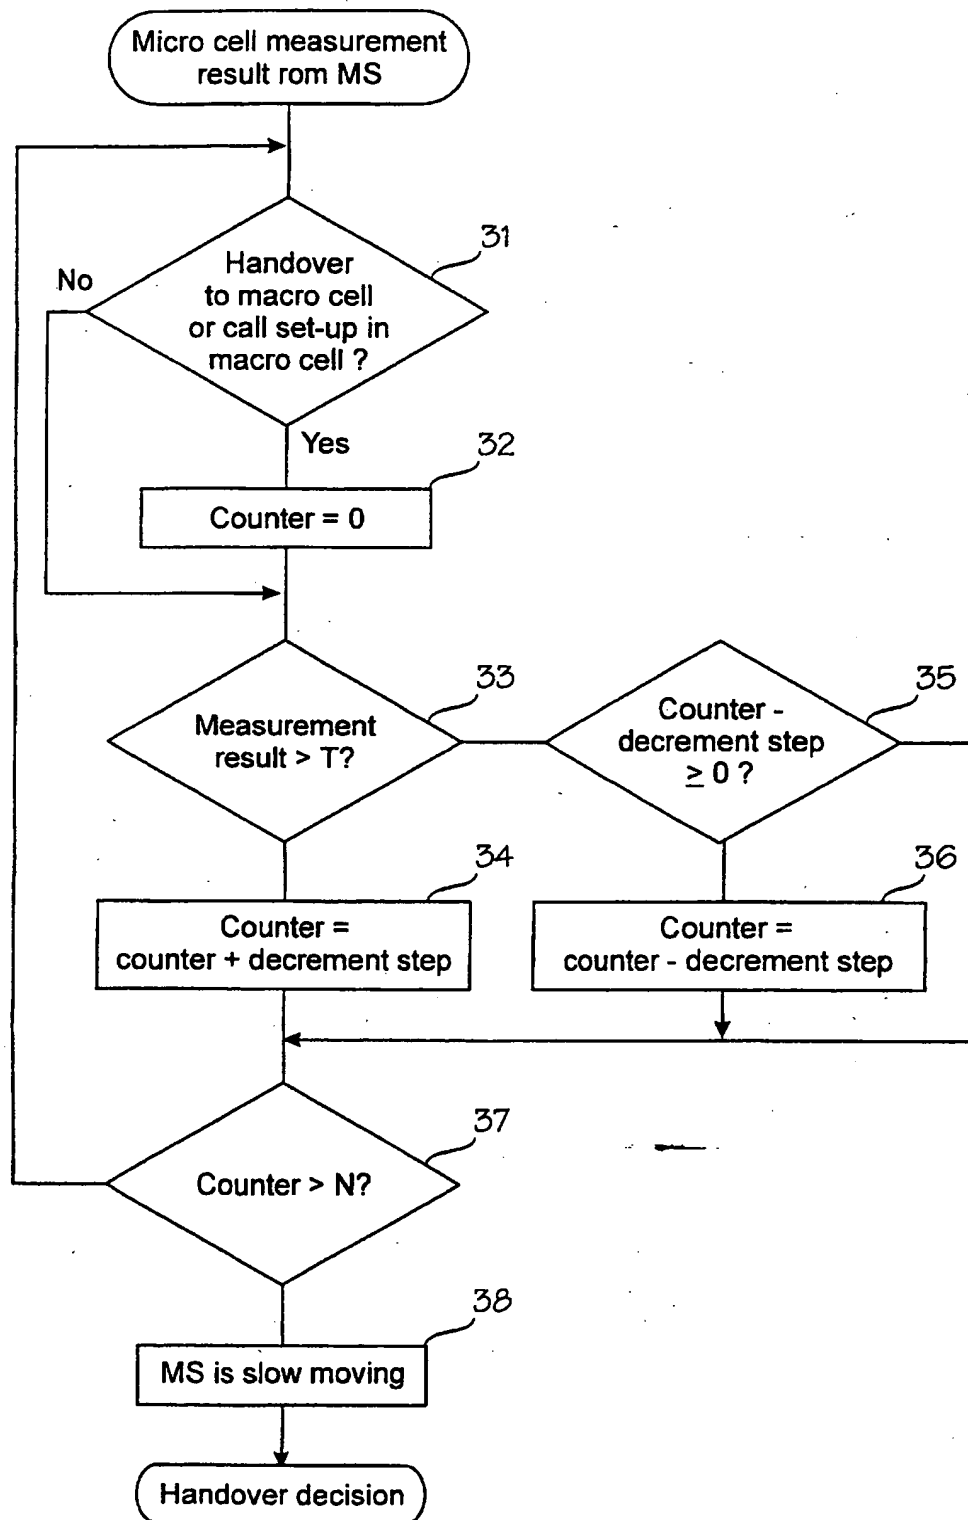 Micro cell measurement
result rom MS
31
No
Handover
to macro cell
or call set-up in
macro cell ?
Yes
32
Counter = 0
33
Measurement
result > T?
35
Counter -
decrement step
≥ 0 ?
34
Counter =
counter + decrement step
36
Counter =
counter - decrement step
37
Counter > N?
38
MS is slow moving
Handover decision